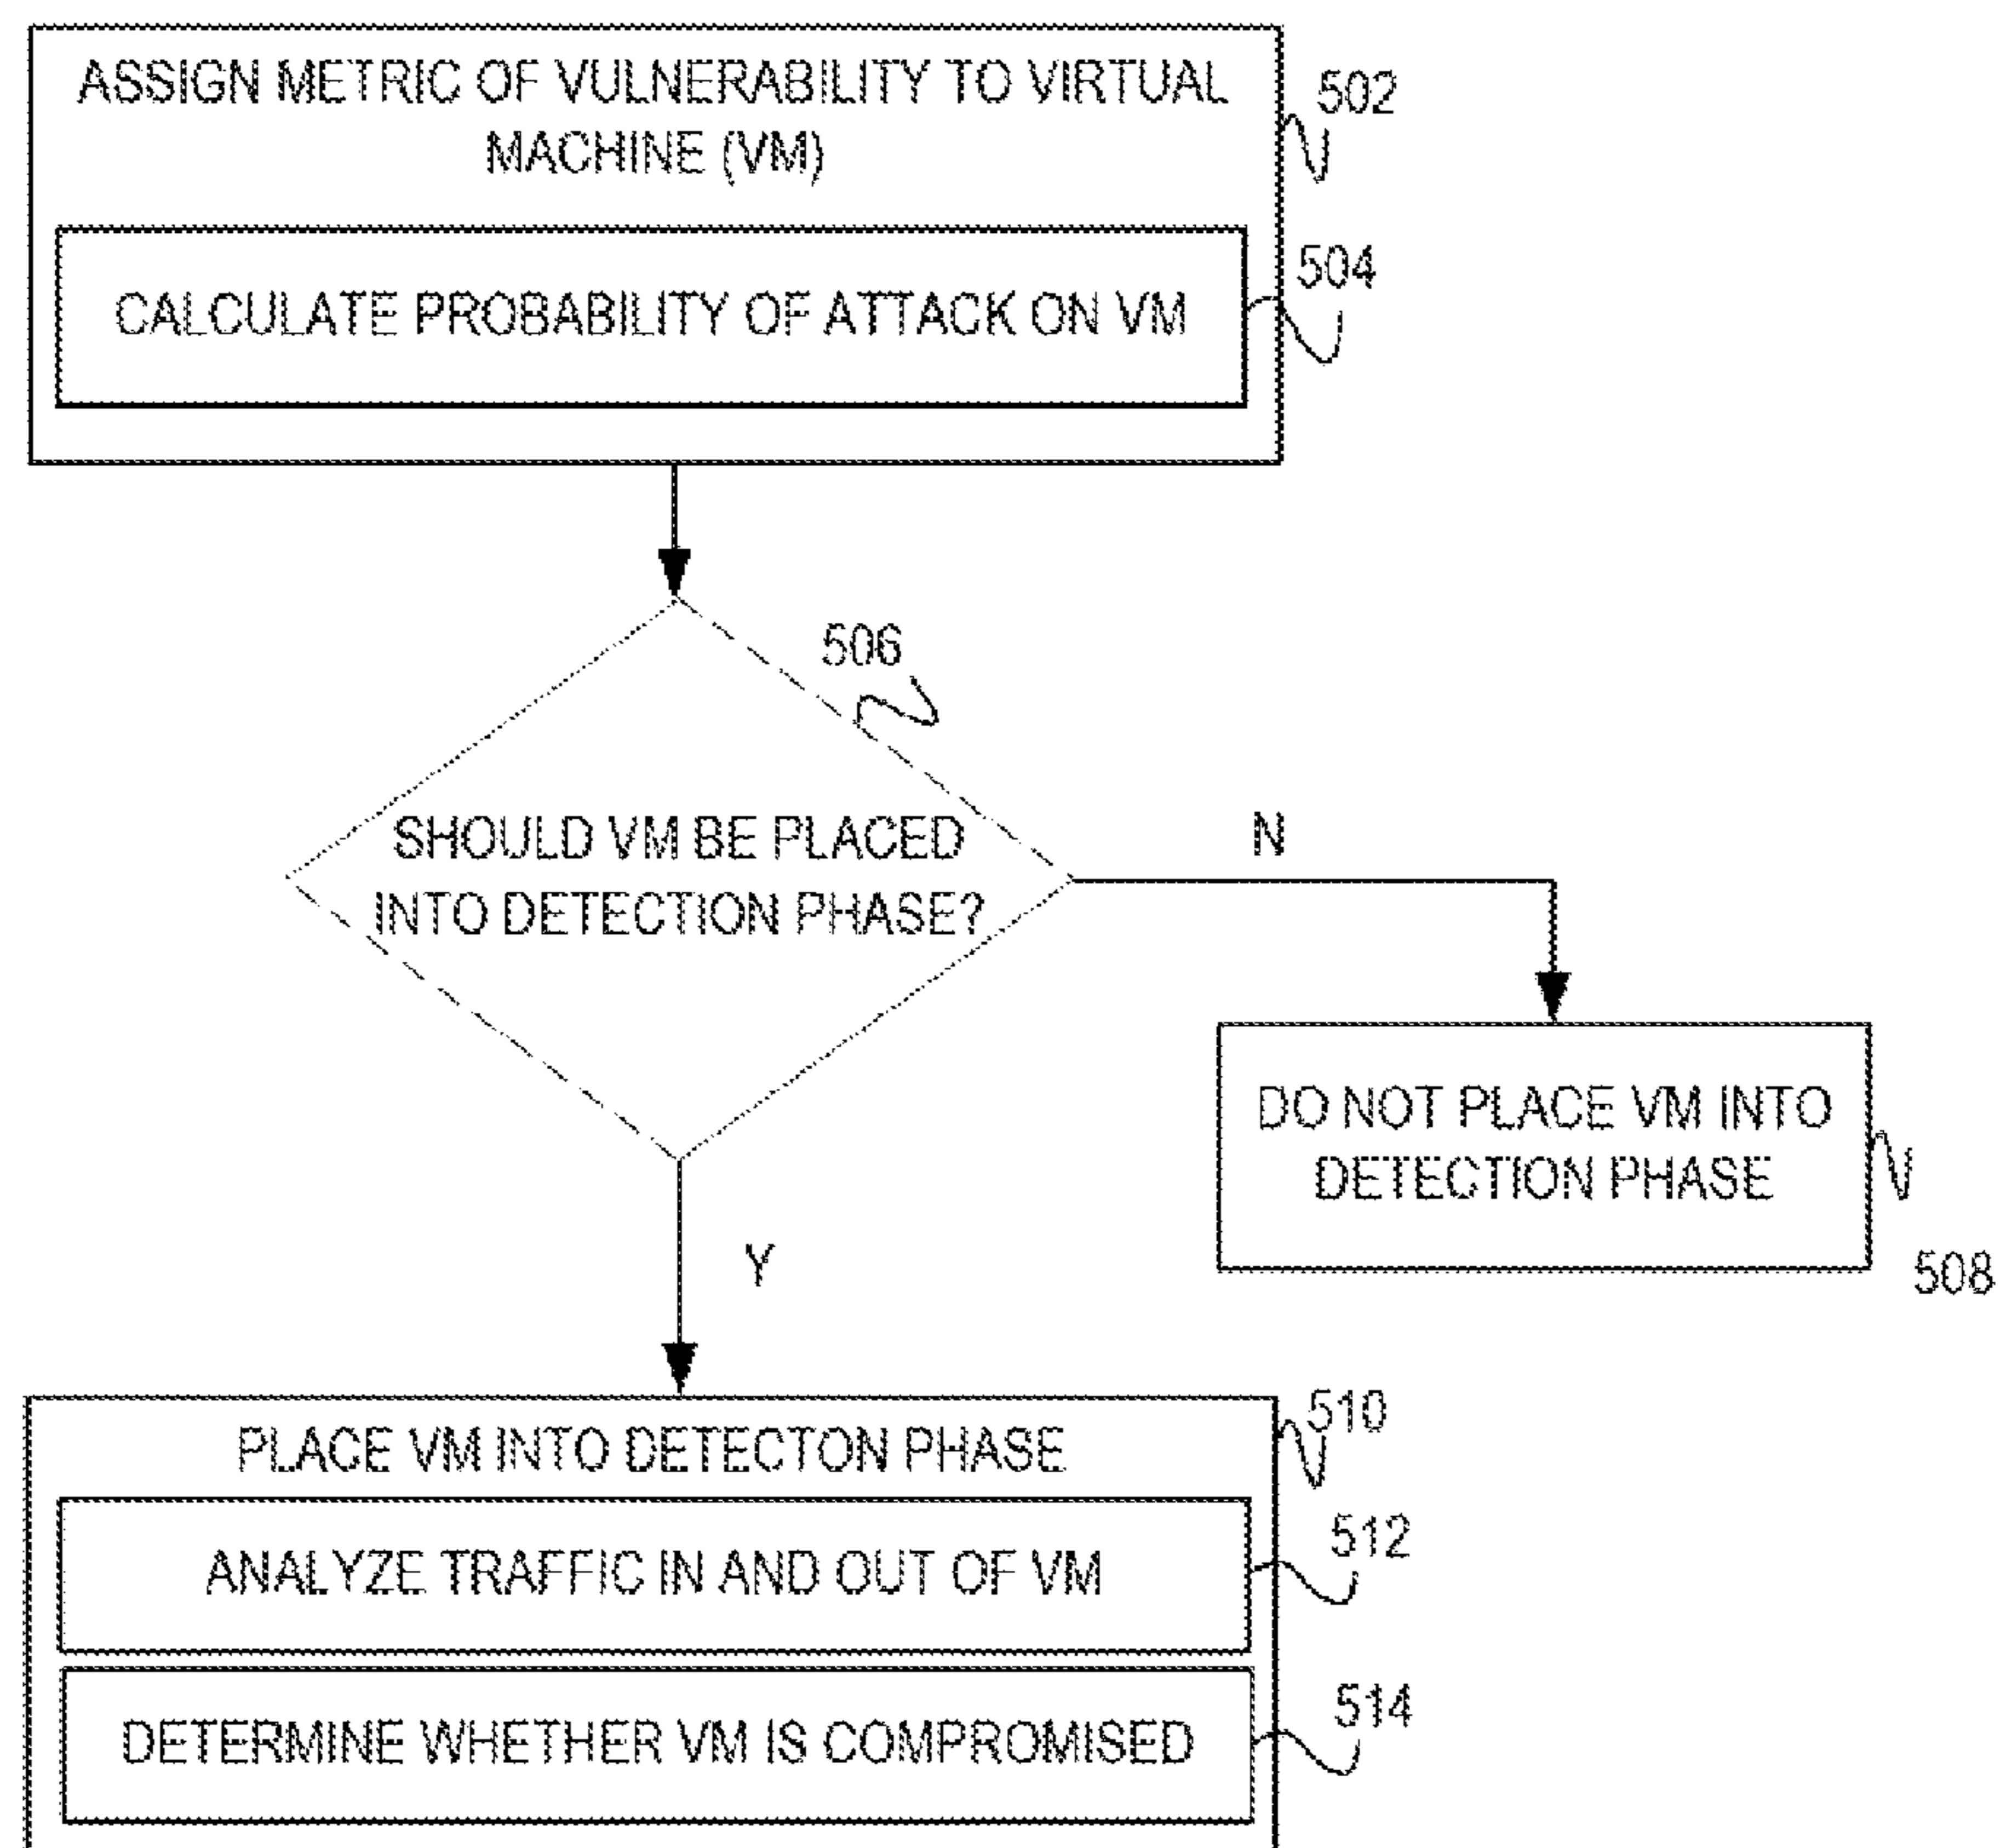 ASSIGN METRIC OF VULNERABILITY TO VIRTUAL
MACHINE (VM)
502
CALCULATE PROBABILITY OF ATTACK ON VM
504
506
SHOULD VM BE PLACED
INTO DETECTION PHASE?
N
DO NOT PLACE VM INTO
DETECTION PHASE
508
Y
PLACE VM INTO DETECTON PHASE
510
ANALYZE TRAFFIC IN AND OUT OF VM
512
DETERMINE WHETHER VM IS COMPROMISED
514